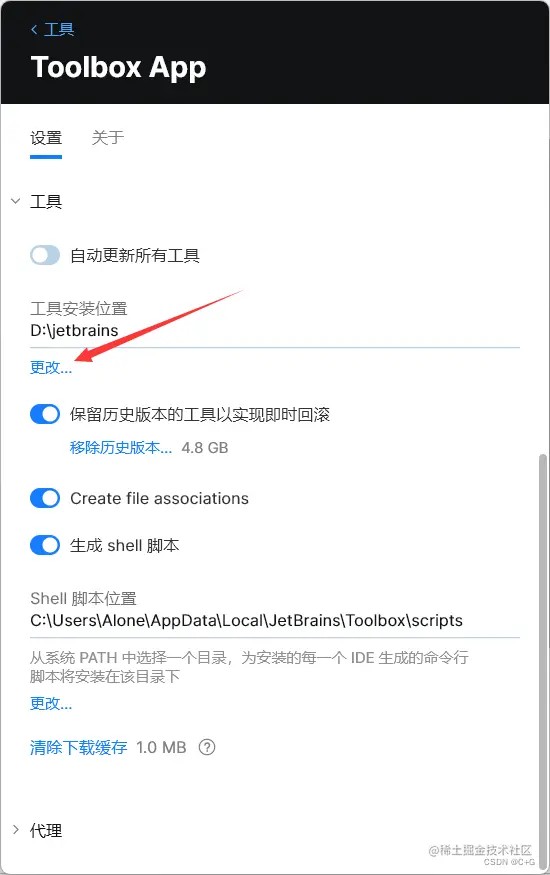 工具
Toolbox App
设置 关于
工具
自动更新所有工具
工具安装位置
D:\jetbrains
更改...
保留历史版本的工具以实现即时回滚
移除历史版本... 4.8 GB
Create file associations
生成 shell 脚本
Shell 脚本位置
C:\Users\Alone\AppData\Local\JetBrains\Toolbox\scripts
从系统 PATH 中选择一个目录，为安装的每一个 IDE 生成的命令行
脚本将安装在该目录下
更改...
清除下载缓存 1.0 MB ?
代理
@稀土掘金技术社区
CSDN @C+G